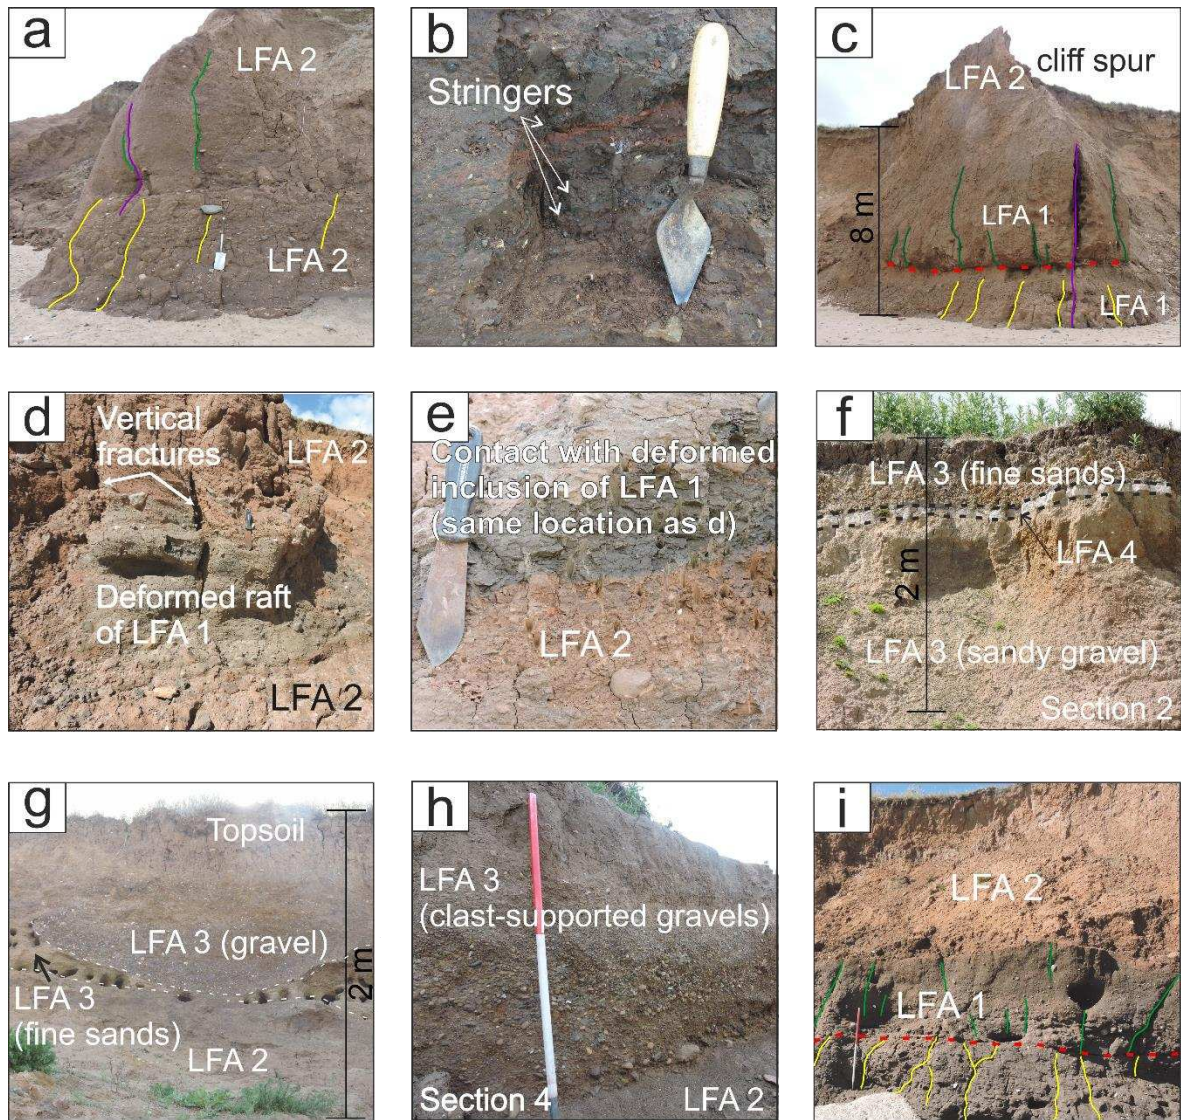 a
LFA 2
LFA 2
b
Stringers
c
LFA 2
cliff spur
8 m
LFA 1
LFA 1
d
Vertical
fractures
LFA 2
Deformed raft
of LFA 1
LFA 2
e
Contact with deformed
inclusion of LFA 1
(same location as d)
LFA 2
f
LFA 3 (fine sands)
LFA 4
2 m
LFA 3 (sandy gravel)
Section 2
g
Topsoil
LFA 3 (gravel)
2 m
LFA 3
(fine sands)
LFA 2
h
LFA 3
(clast-supported gravels)
Section 4
LFA 2
i
LFA 2
LFA 1